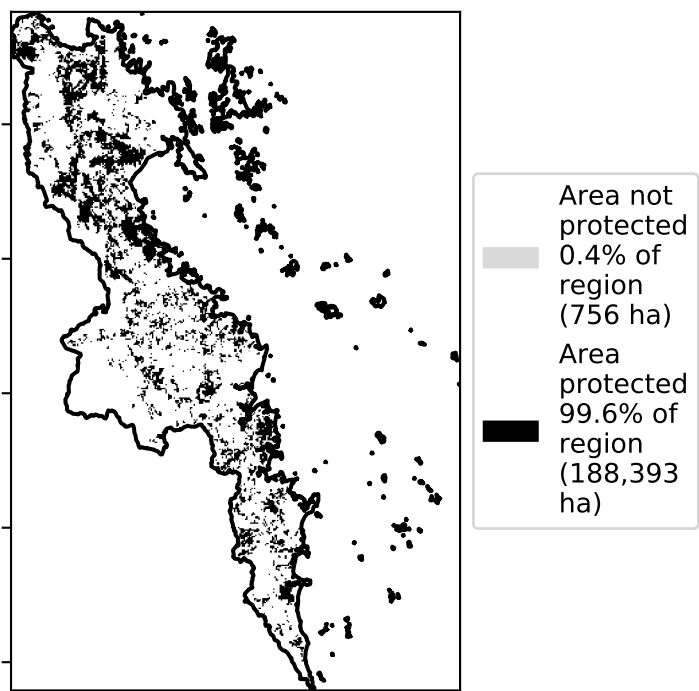 Area not
protected
0.4% of
region
(756 ha)
Area
protected
99.6% of
region
(188,393
ha)